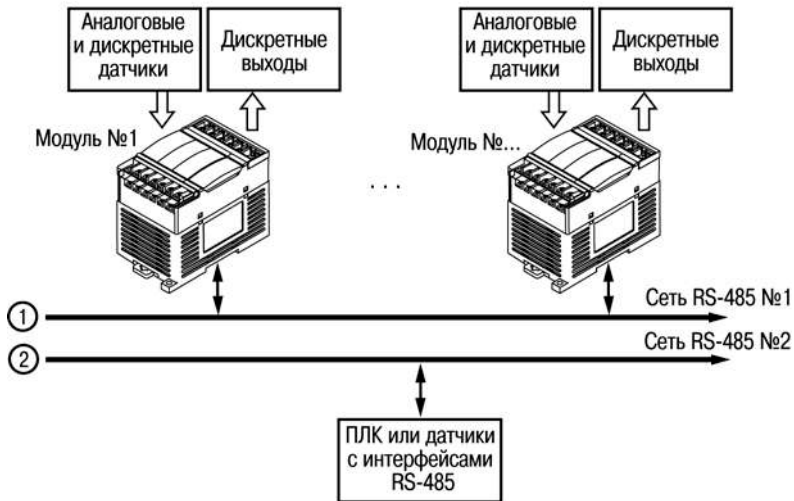 Аналоговые
и дискретные
датчики
Дискретные
выходы
Аналоговые
и дискретные
датчики
Дискретные
выходы
Модуль №1
Модуль №...
...
Сеть RS-485 №1
1
Сеть RS-485 №2
2
ПЛК или датчики
с интерфейсами
RS-485